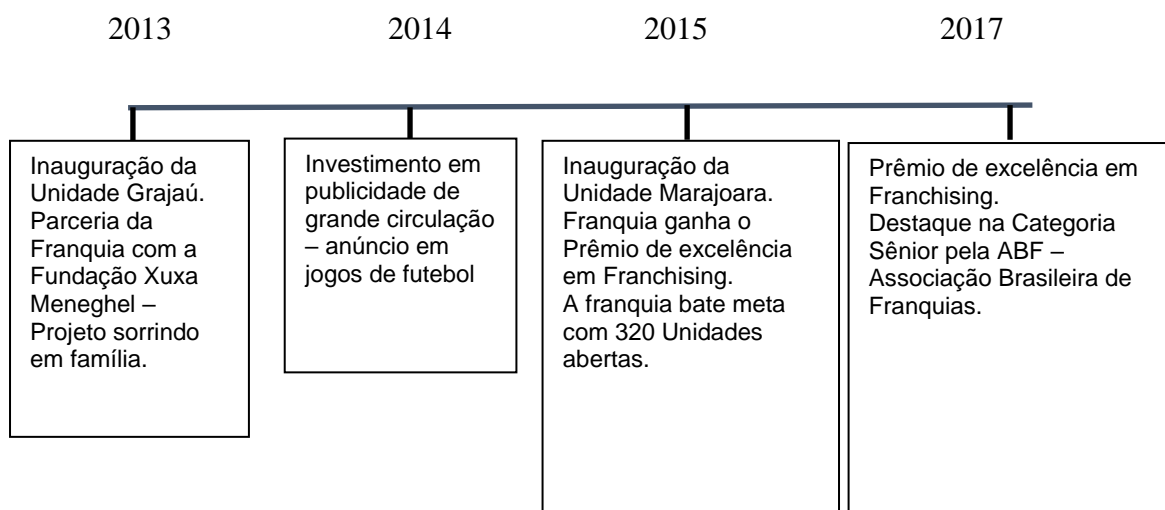 2013 2014 2015 2017
Inauguração da
Unidade Grajaú.
Parceria da
Franquia com a
Fundação Xuxa
Meneghel –
Projeto sorrindo
em família.
Investimento em
publicidade de
grande circulação
– anúncio em
jogos de futebol
Inauguração da
Unidade Marajoara.
Franquia ganha o
Prêmio de excelência
em Franchising.
A franquia bate meta
com 320 Unidades
abertas.
Prêmio de excelência em
Franchising.
Destaque na Categoria
Sênior pela ABF –
Associação Brasileira de
Franquias.